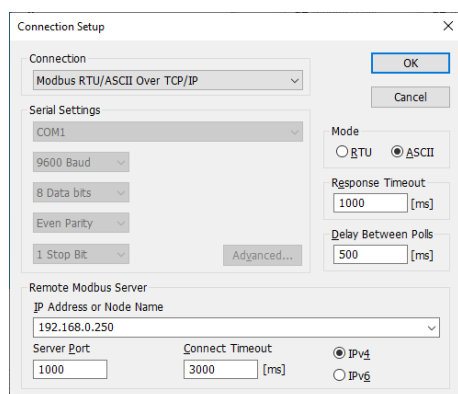 Connection Setup
Connection
Modbus RTU/ASCII Over TCP/IP
OK
Cancel
Serial Settings
COM1
9600 Baud
8 Data bits
Even Parity
1 Stop Bit
Advanced...
Mode
RTU
ASCII
Response Timeout
1000 [ms]
Delay Between Polls
500 [ms]
Remote Modbus Server
IP Address or Node Name
192.168.0.250
Server Port
1000
Connect Timeout
3000 [ms]
IPv4
IPv6